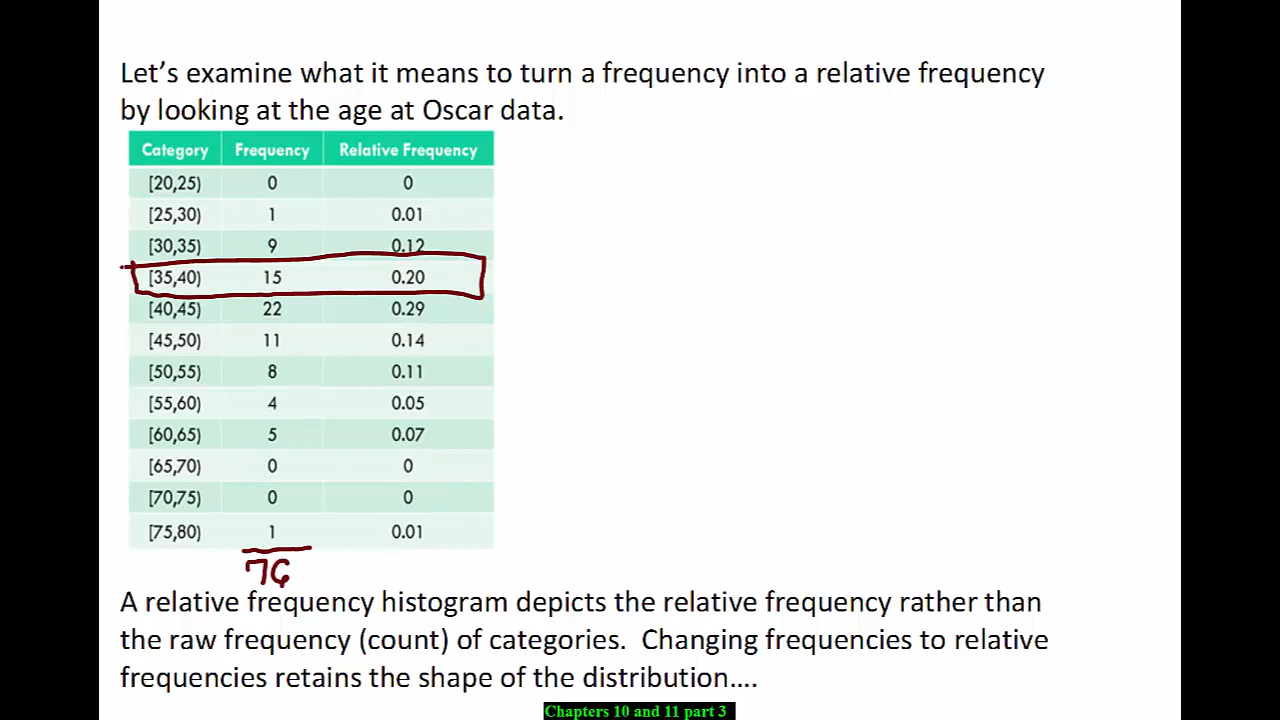 Let's examine what it means to turn a frequency into a relative frequency
by looking at the age at Oscar data.
Category Frequency Relative Frequency
[20,25) 0 0
[25,30) 1 0.01
[30,35) 9 0.12
[35,40) 15 0.20
[40,45) 22 0.29
[45,50) 11 0.14
[50,55) 8 0.11
[55,60) 4 0.05
[60,65) 5 0.07
[65,70) 0 0
[70,75) 0 0
[75,80) 1 0.01
76
A relative frequency histogram depicts the relative frequency rather than
the raw frequency (count) of categories. Changing frequencies to relative
frequencies retains the shape of the distribution….
Chapters 10 and 11 part 3